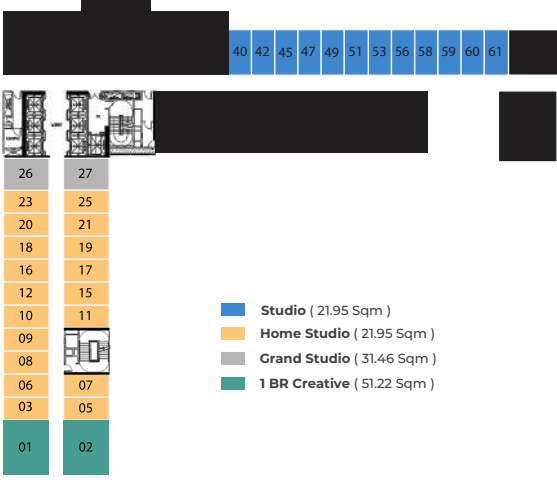 40 42 45 47 49 51 53 56 58 59 60 61
26 27
23 25
20 21
18 19
16 17
12 15
10 11
09
08
06 07
03 05
01 02
Studio ( 21.95 Sqm )
Home Studio ( 21.95 Sqm )
Grand Studio ( 31.46 Sqm )
1 BR Creative ( 51.22 Sqm )